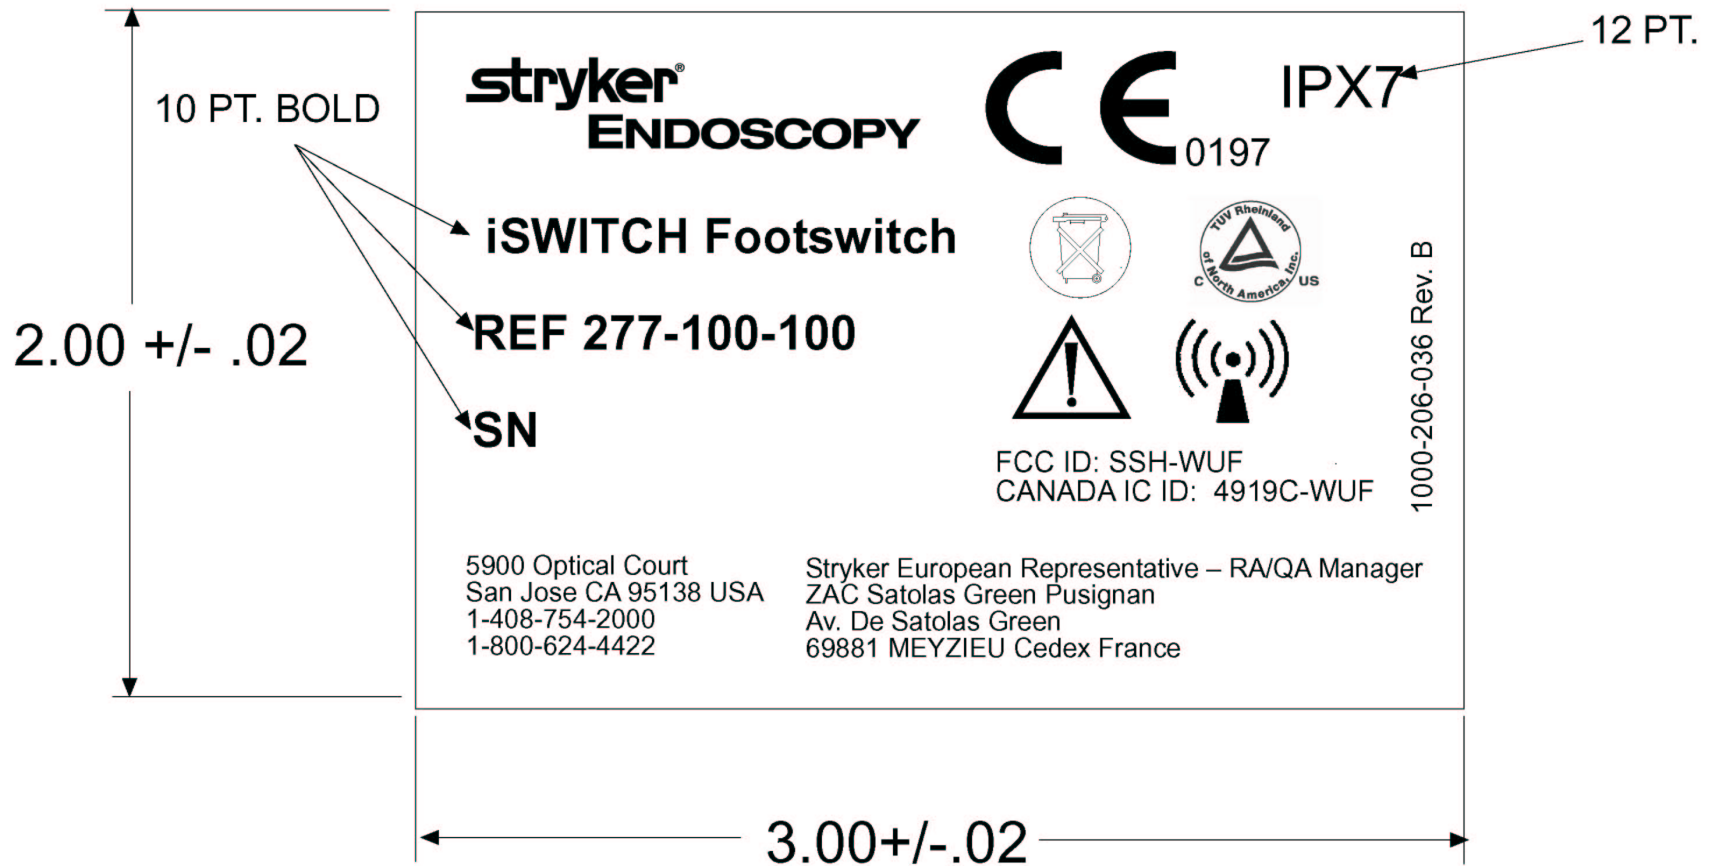 12 PT.
stryker®
ENDOSCOPY
CE 0197
IPX7
10 PT. BOLD
iSWITCH Footswitch
TUV Rheinland
of North America, Inc.
C US
REF 277-100-100
2.00 +/- .02
SN
1000-206-036 Rev. B
FCC ID: SSH-WUF
CANADA IC ID: 4919C-WUF
5900 Optical Court
San Jose CA 95138 USA
1-408-754-2000
1-800-624-4422
Stryker European Representative – RA/QA Manager
ZAC Satolas Green Pusignan
Av. De Satolas Green
69881 MEYZIEU Cedex France
3.00+/-.02